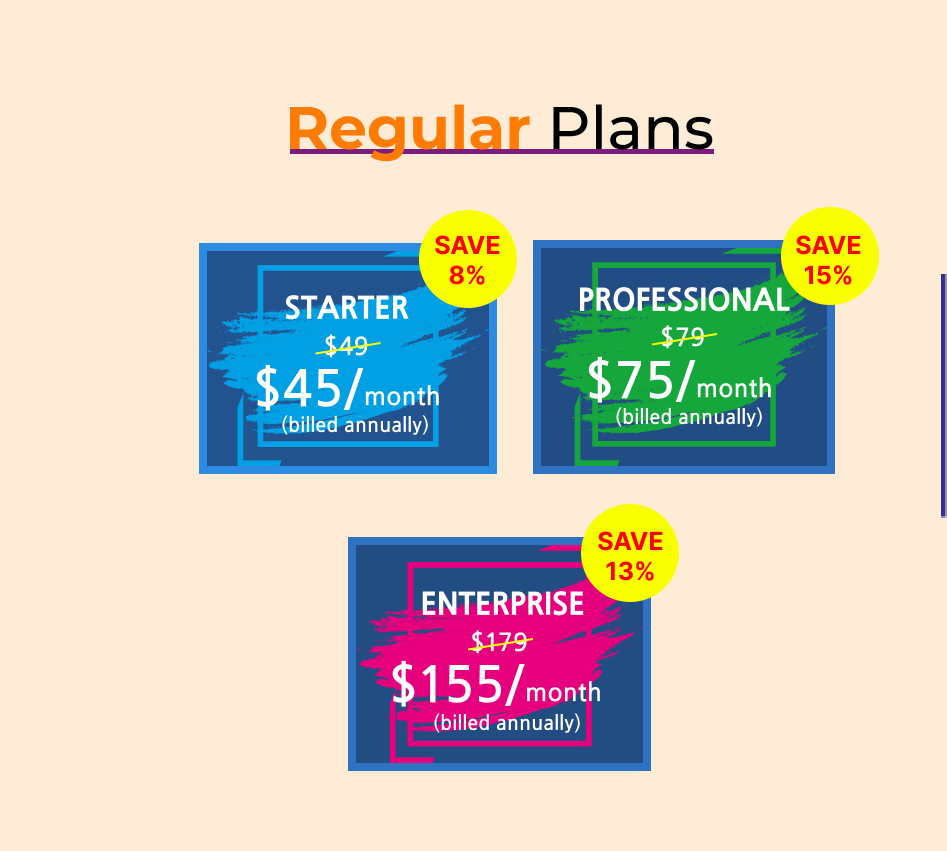 Regular Plans
SAVE
8%
STARTER
$49
$45/month
(billed annually)
SAVE
15%
PROFESSIONAL
$79
$75/month
(billed annually)
SAVE
13%
ENTERPRISE
$179
$155/month
(billed annually)